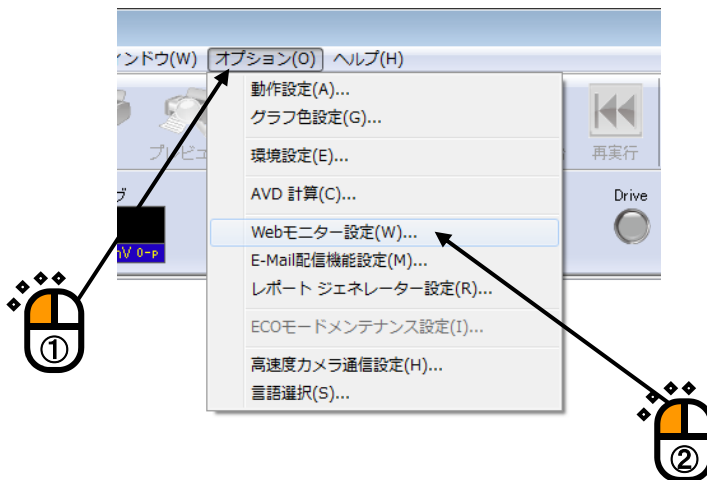 ンドウ(W) オプション(O) ヘルプ(H)
動作設定(A)...
グラフ色設定(G)...
環境設定(E)...
AVD 計算(C)...
Webモニター設定(W)...
E-Mail配信機能設定(M)...
レポート ジェネレーター設定(R)...
ECOモードメンテナンス設定(I)...
高速度カメラ通信設定(H)...
言語選択(S)...
プレビュ
再実行
Drive
0-p
①
②